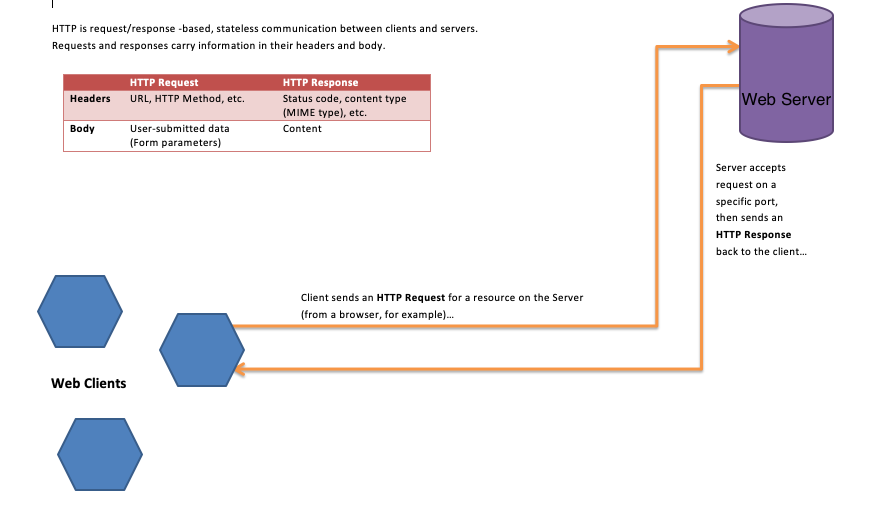 HTTP is request/response -based, stateless communication between clients and servers.
Requests and responses carry information in their headers and body.
HTTP Request HTTP Response
Headers URL, HTTP Method, etc. Status code, content type
(MIME type), etc.
Body User-submitted data Content
(Form parameters)
Web Server
Server accepts
request on a
specific port,
then sends an
HTTP Response
back to the client…
Client sends an HTTP Request for a resource on the Server
(from a browser, for example)…
Web Clients